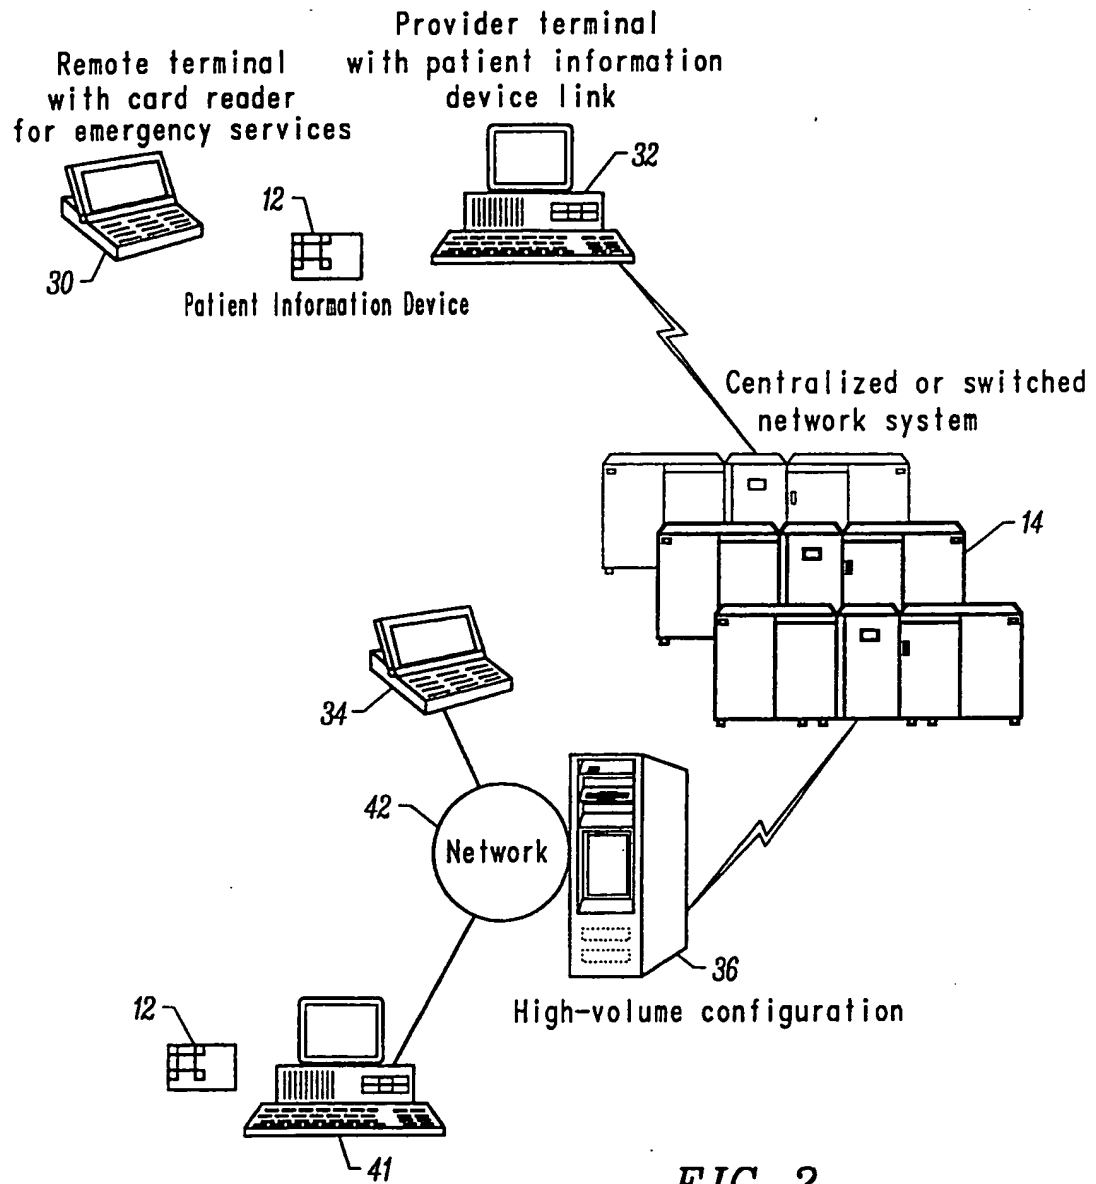 Provider terminal
with patient information
device link
Remote terminal
with card reader
for emergency services
32
12
30
Patient Information Device
Centralized or switched
network system
14
34
42
Network
36
High-volume configuration
12
41
FIG. 2